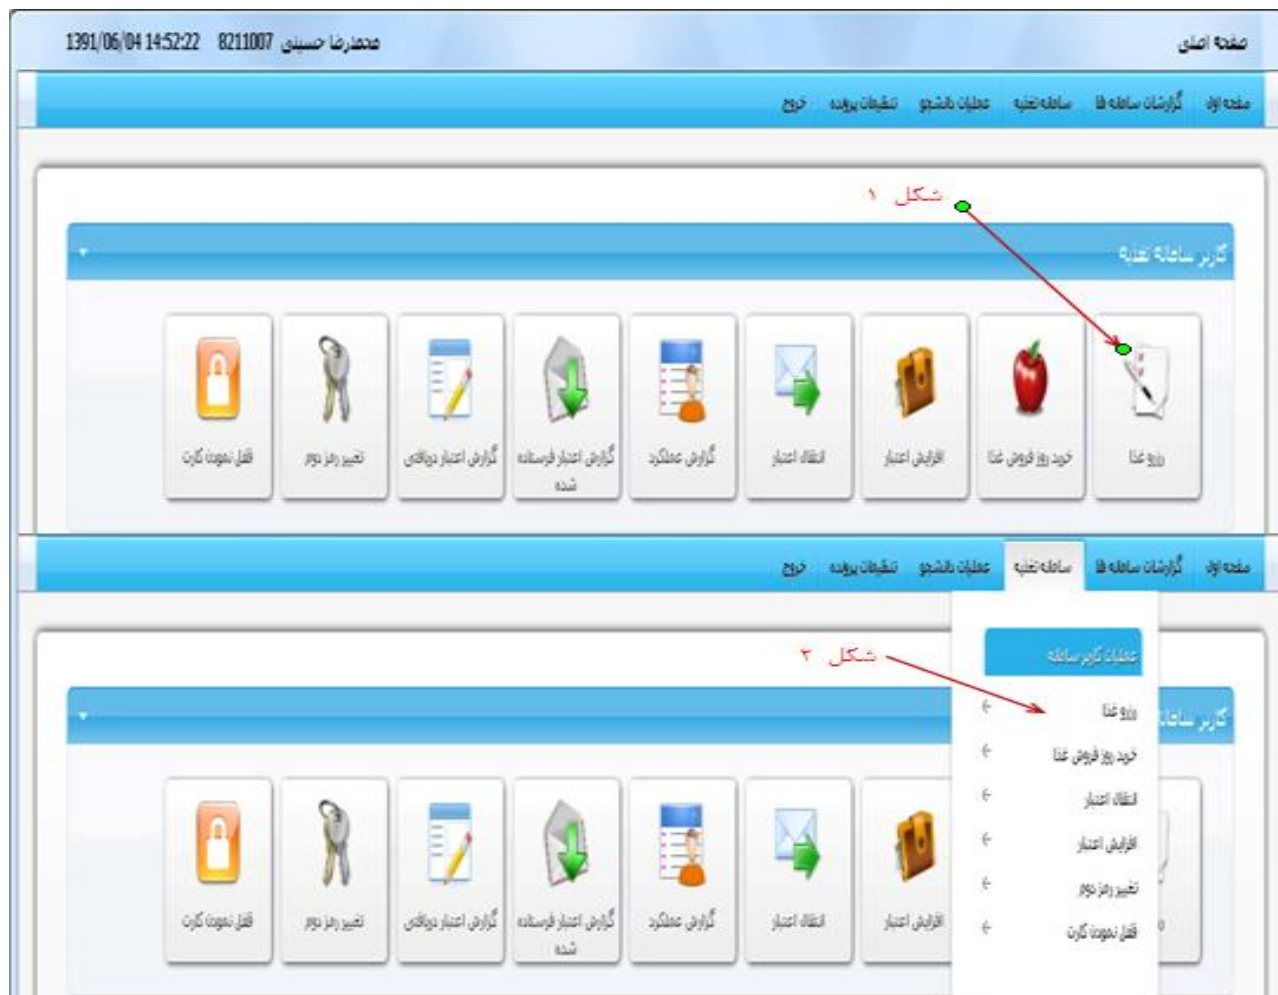 صفحه اصلی
محمدرضا حسینی 8211007 1391/06/04 14:52:22
صفحه اول گزارشات سامانه ها سامانه تغذیه عملیات دانشجو تنظیمات پرونده خروج
شکل ۱
کاربر سامانه تغذیه
رزرو غذا خرید روز فروش غذا افزایش اعتبار انتقال اعتبار گزارش عملکرد گزارش اعتبار فرستاده گزارش اعتبار دریافتی تغییر رمز دوم قفل نمودن کارت
شده
صفحه اول گزارشات سامانه ها سامانه تغذیه عملیات دانشجو تنظیمات پرونده خروج
عملیات کاربر سامانه
شکل ۲
رزرو غذا
کاربر سامانه
خرید روز فروش غذا
انتقال اعتبار
افزایش اعتبار
تغییر رمز دوم
قفل نمودن کارت
افزایش اعتبار انتقال اعتبار گزارش عملکرد گزارش اعتبار فرستاده گزارش اعتبار دریافتی تغییر رمز دوم قفل نمودن کارت
شده